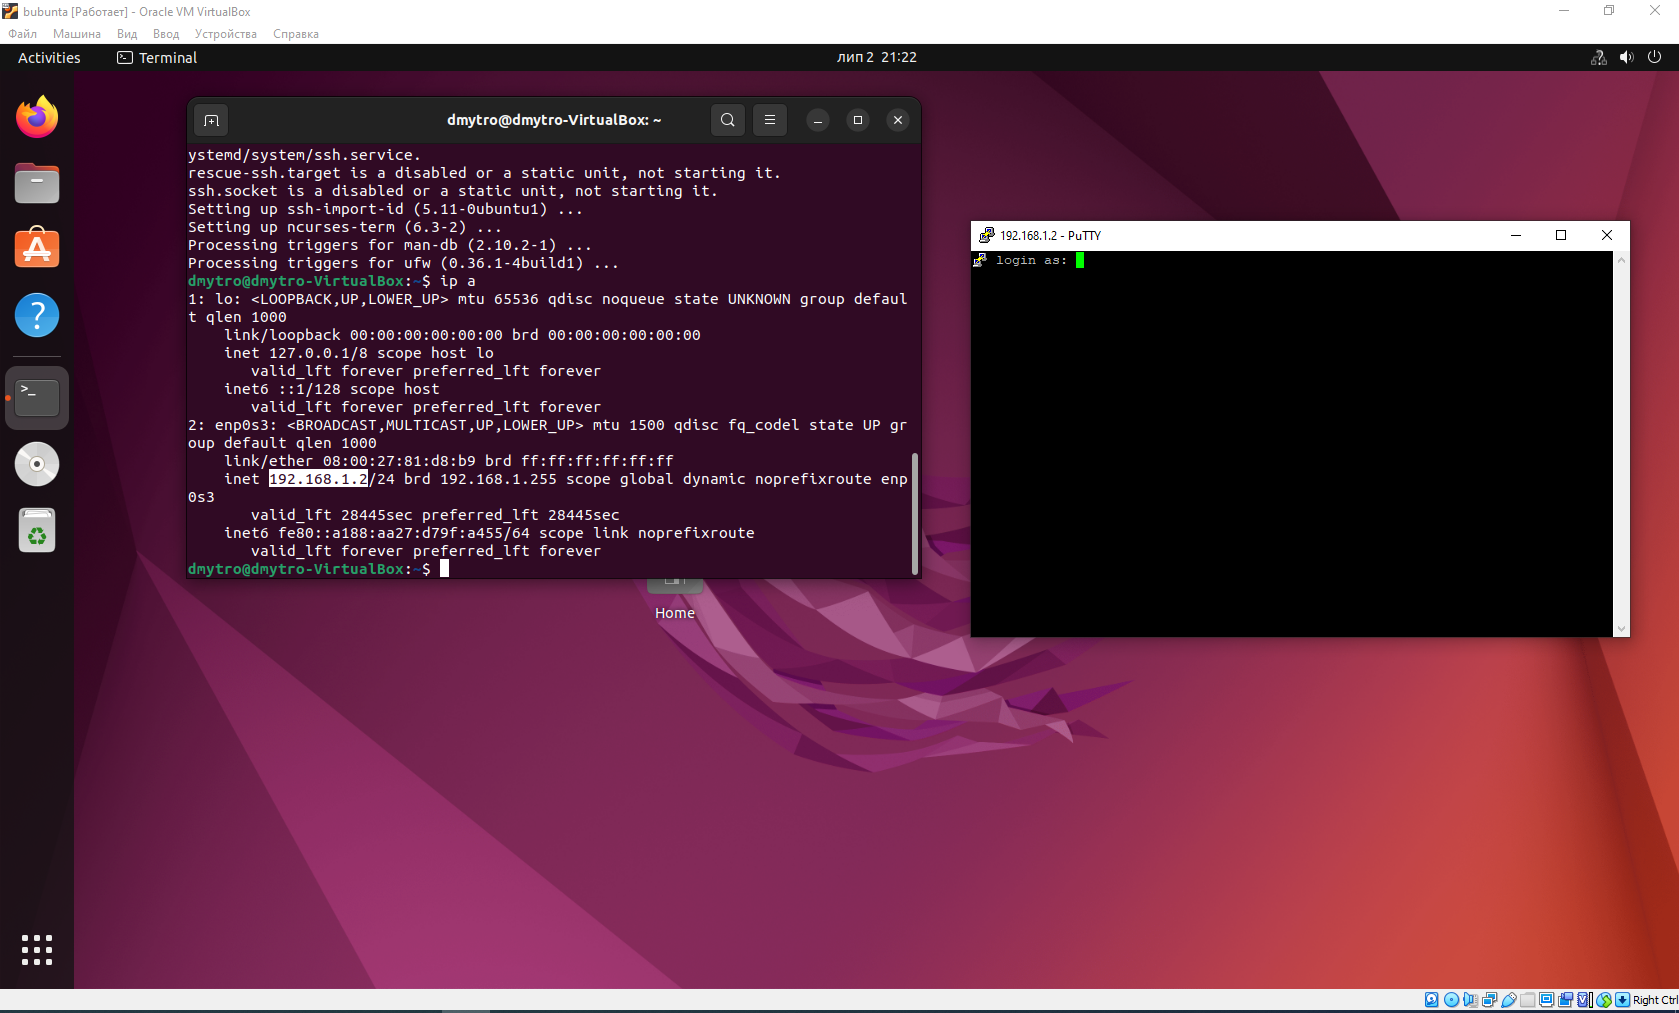 bubunta [Работает] - Oracle VM VirtualBox
Файл Машина Вид Ввод Устройства Справка
Activities Terminal лип 2 21:22
dmytro@dmytro-VirtualBox: ~
ystemd/system/ssh.service.
rescue-ssh.target is a disabled or a static unit, not starting it.
ssh.socket is a disabled or a static unit, not starting it.
Setting up ssh-import-id (5.11-0ubuntu1) ...
Setting up ncurses-term (6.3-2) ...
Processing triggers for man-db (2.10.2-1) ...
Processing triggers for ufw (0.36.1-4build1) ...
dmytro@dmytro-VirtualBox:~$ ip a
1: lo: <LOOPBACK,UP,LOWER_UP> mtu 65536 qdisc noqueue state UNKNOWN group defaul
t qlen 1000
link/loopback 00:00:00:00:00:00 brd 00:00:00:00:00:00
inet 127.0.0.1/8 scope host lo
valid_lft forever preferred_lft forever
inet6 ::1/128 scope host
valid_lft forever preferred_lft forever
2: enp0s3: <BROADCAST,MULTICAST,UP,LOWER_UP> mtu 1500 qdisc fq_codel state UP gr
oup default qlen 1000
link/ether 08:00:27:81:d8:b9 brd ff:ff:ff:ff:ff:ff
inet 192.168.1.2/24 brd 192.168.1.255 scope global dynamic noprefixroute enp
0s3
valid_lft 28445sec preferred_lft 28445sec
inet6 fe80::a188:aa27:d79f:a455/64 scope link noprefixroute
valid_lft forever preferred_lft forever
dmytro@dmytro-VirtualBox:~$
Home
192.168.1.2 - PuTTY
login as:
Right Ctrl